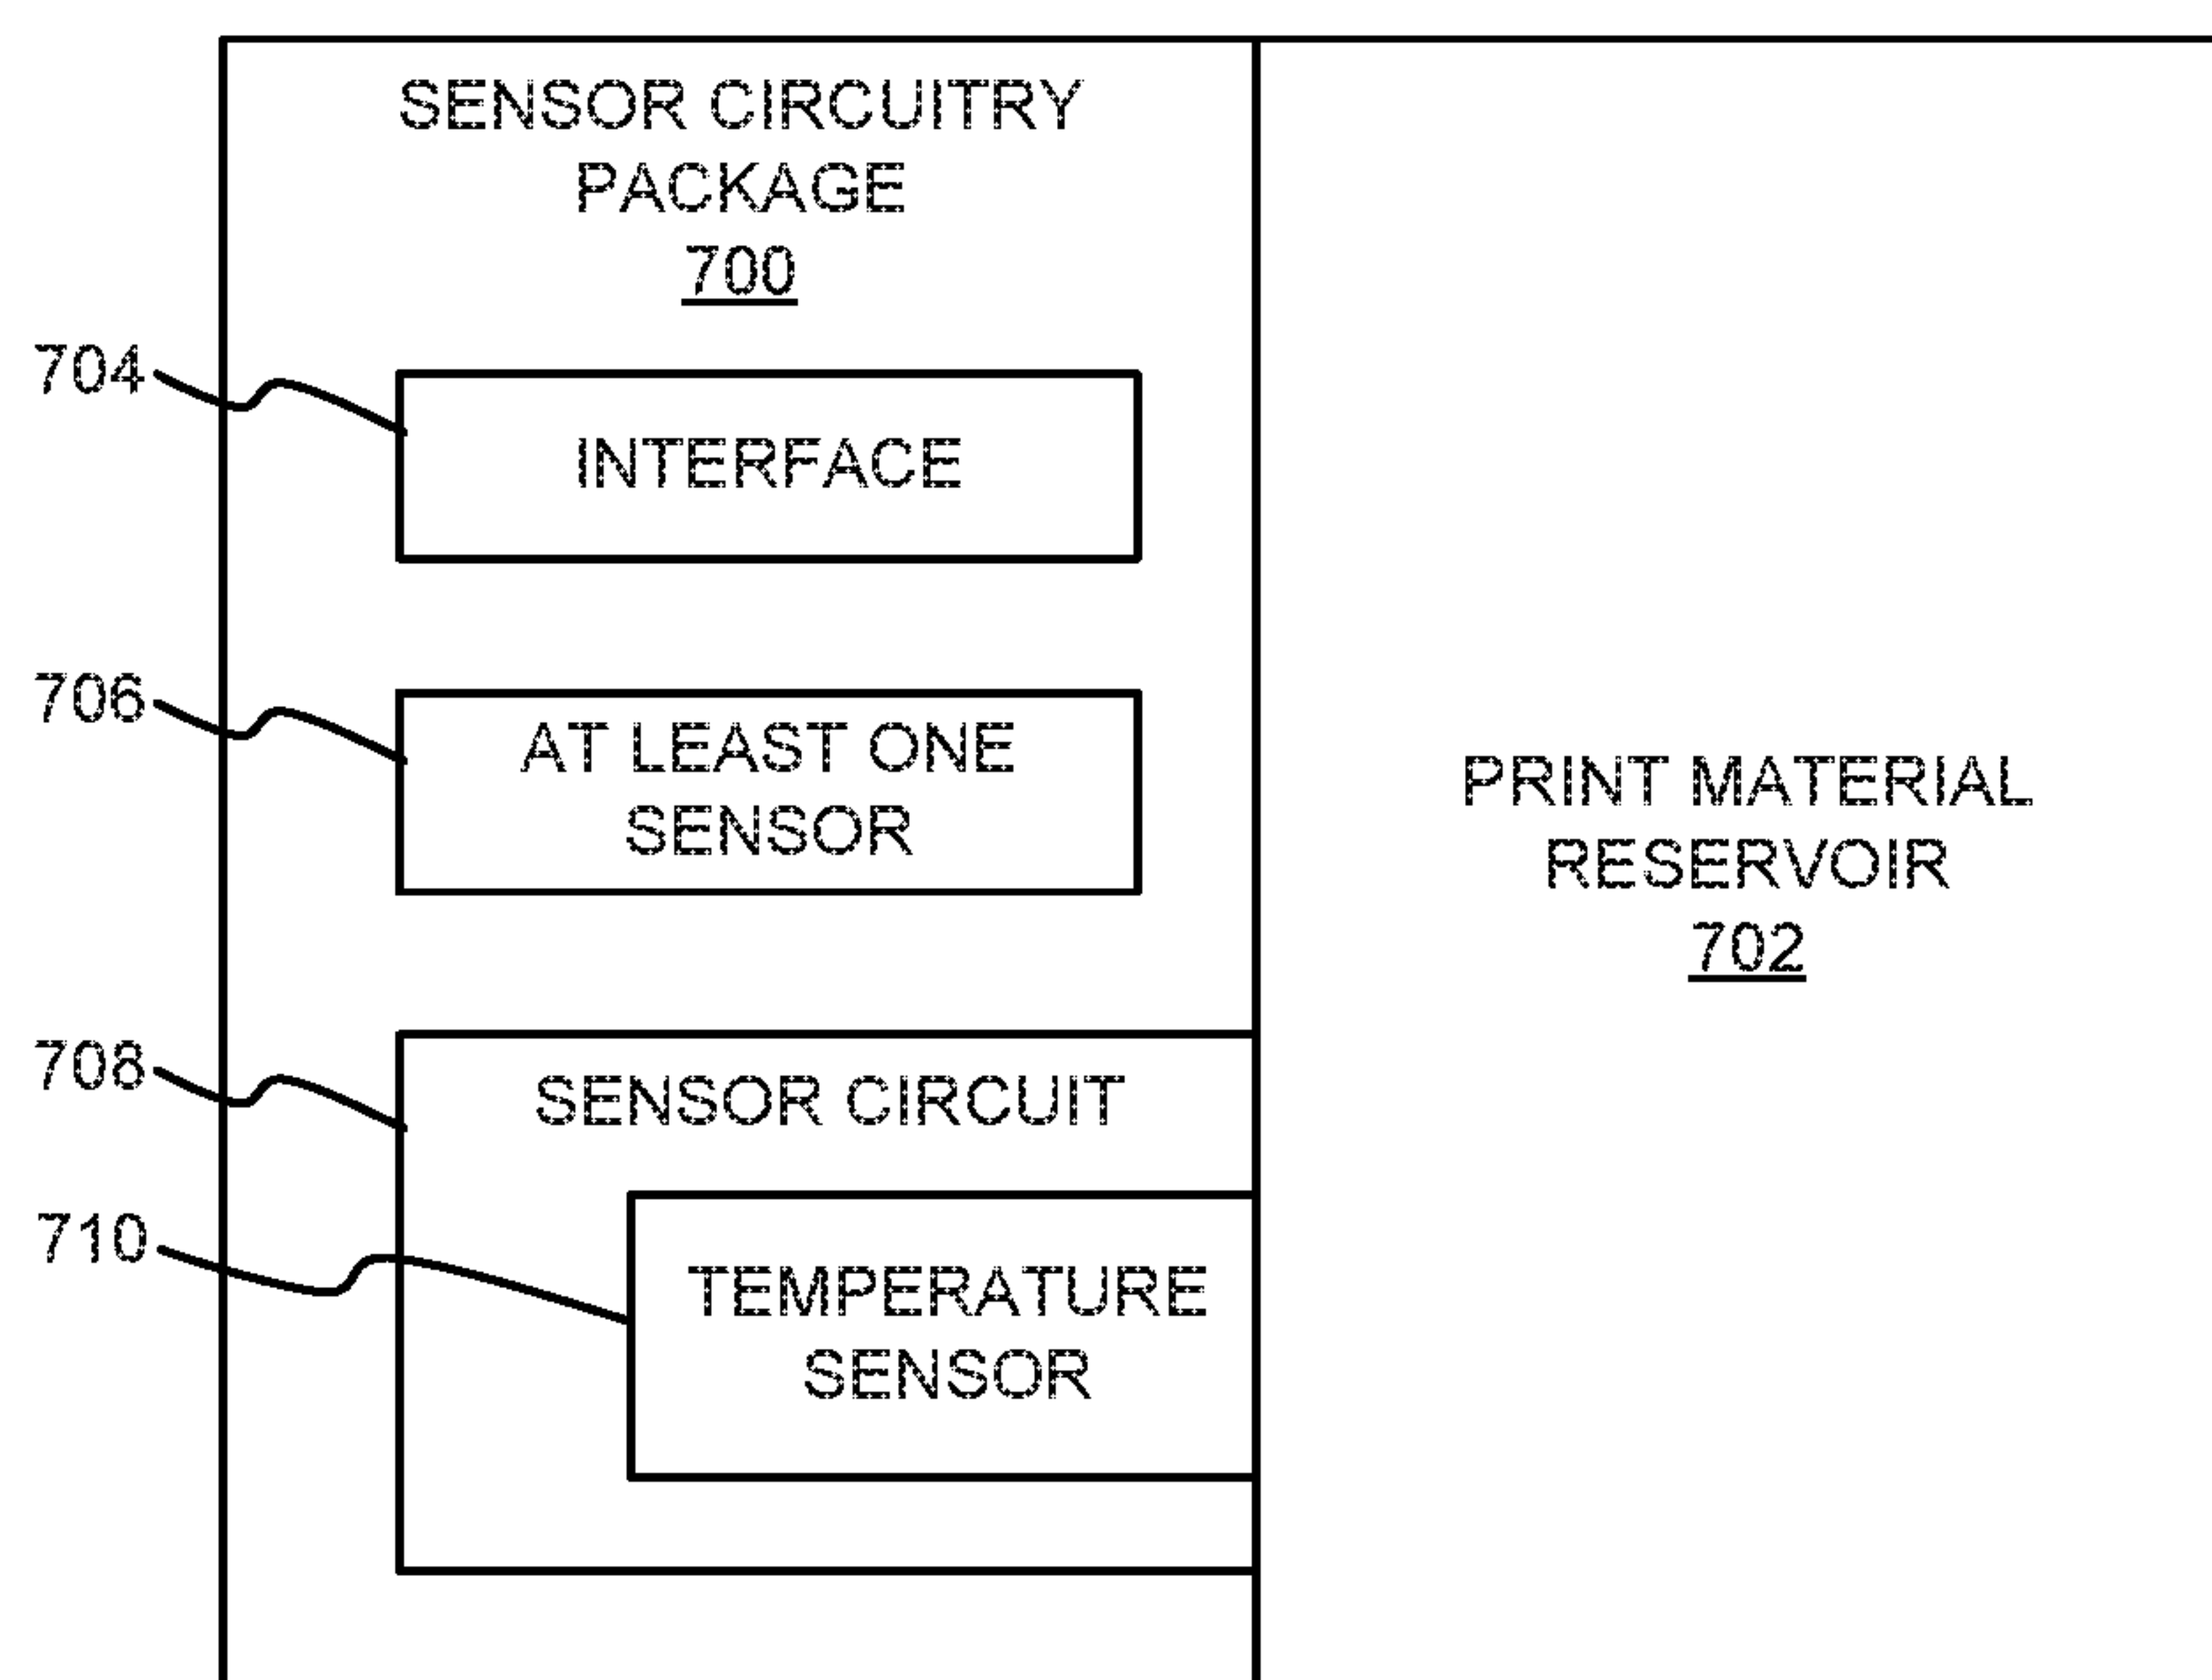 SENSOR CIRCUITRY
PACKAGE
700
704
INTERFACE
706
AT LEAST ONE
SENSOR
PRINT MATERIAL
RESERVOIR
702
708
SENSOR CIRCUIT
710
TEMPERATURE
SENSOR